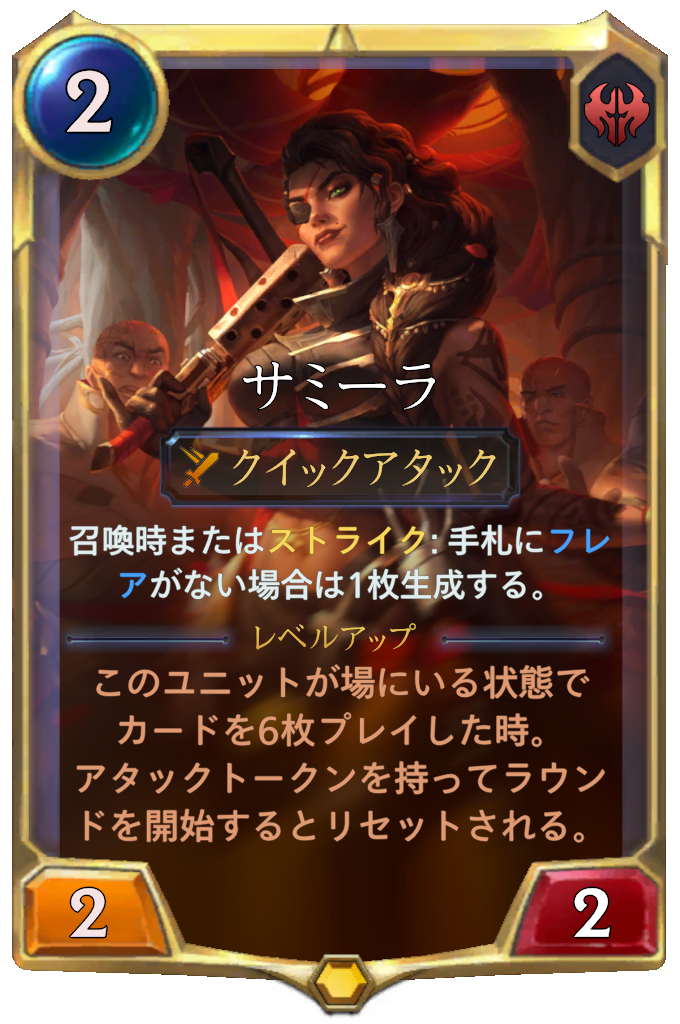 2
サミーラ
クイックアタック
召喚時またはストライク: 手札にフレ
アがない場合は1枚生成する。
レベルアップ
このユニットが場にいる状態で
カードを6枚プレイした時。
アタックトークンを持ってラウン
ドを開始するとリセットされる。
2
2